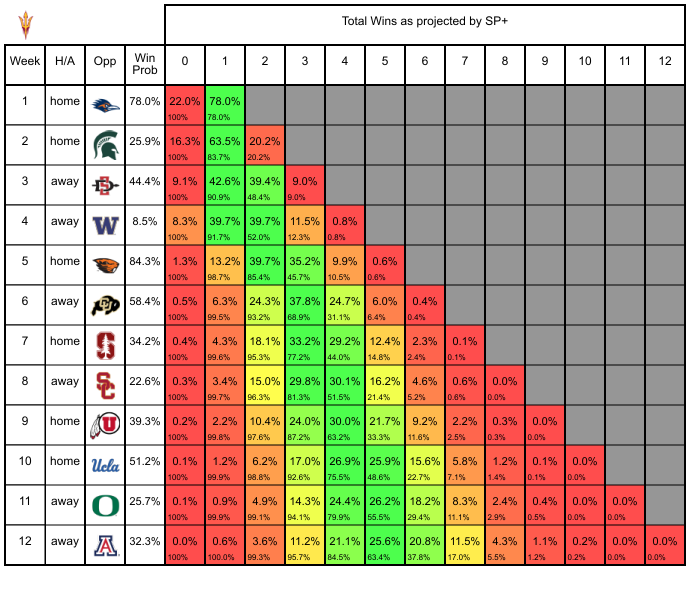 Total Wins as projected by SP+
Week H/A Opp Win Prob 0 1 2 3 4 5 6 7 8 9 10 11 12
1 home 78.0% 22.0% 78.0%
100% 78.0%
2 home 25.9% 16.3% 63.5% 20.2%
100% 83.7% 20.2%
3 away SD 44.4% 9.1% 42.6% 39.4% 9.0%
100% 90.9% 48.4% 9.0%
4 away W 8.5% 8.3% 39.7% 39.7% 11.5% 0.8%
100% 91.7% 52.0% 12.3% 0.8%
5 home 84.3% 1.3% 13.2% 39.7% 35.2% 9.9% 0.6%
100% 98.7% 85.4% 45.7% 10.5% 0.6%
6 away CU 58.4% 0.5% 6.3% 24.3% 37.8% 24.7% 6.0% 0.4%
100% 99.5% 93.2% 68.9% 31.1% 6.4% 0.4%
7 home S 34.2% 0.4% 4.3% 18.1% 33.2% 29.2% 12.4% 2.3% 0.1%
100% 99.6% 95.3% 77.2% 44.0% 14.8% 2.4% 0.1%
8 away SC 22.6% 0.3% 3.4% 15.0% 29.8% 30.1% 16.2% 4.6% 0.6% 0.0%
100% 99.7% 96.3% 81.3% 51.5% 21.4% 5.2% 0.6% 0.0%
9 home U 39.3% 0.2% 2.2% 10.4% 24.0% 30.0% 21.7% 9.2% 2.2% 0.3% 0.0%
100% 99.8% 97.6% 87.2% 63.2% 33.3% 11.6% 2.5% 0.3% 0.0%
10 home Ucla 51.2% 0.1% 1.2% 6.2% 17.0% 26.9% 25.9% 15.6% 5.8% 1.2% 0.1% 0.0%
100% 99.9% 98.8% 92.6% 75.5% 48.6% 22.7% 7.1% 1.4% 0.1% 0.0%
11 away O 25.7% 0.1% 0.9% 4.9% 14.3% 24.4% 26.2% 18.2% 8.3% 2.4% 0.4% 0.0% 0.0%
100% 99.9% 99.1% 94.1% 79.9% 55.5% 29.4% 11.1% 2.9% 0.5% 0.0% 0.0%
12 away A 32.3% 0.0% 0.6% 3.6% 11.2% 21.1% 25.6% 20.8% 11.5% 4.3% 1.1% 0.2% 0.0% 0.0%
100% 100.0% 99.3% 95.7% 84.5% 63.4% 37.8% 17.0% 5.5% 1.2% 0.2% 0.0% 0.0%